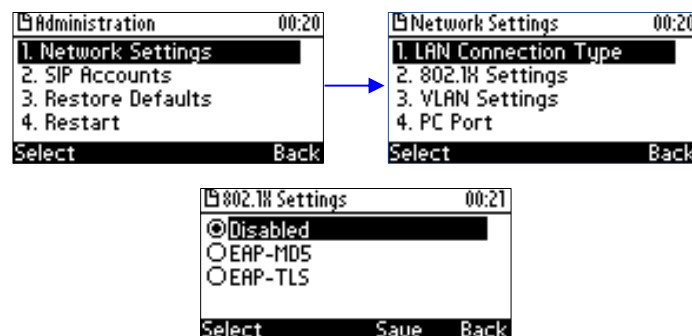 Administration 00:20
1. Network Settings
2. SIP Accounts
3. Restore Defaults
4. Restart
Select Back
Network Settings 00:20
1. LAN Connection Type
2. 802.1X Settings
3. VLAN Settings
4. PC Port
Select Back
802.1X Settings 00:21
Disabled
EAP-MD5
EAP-TLS
Select Save Back